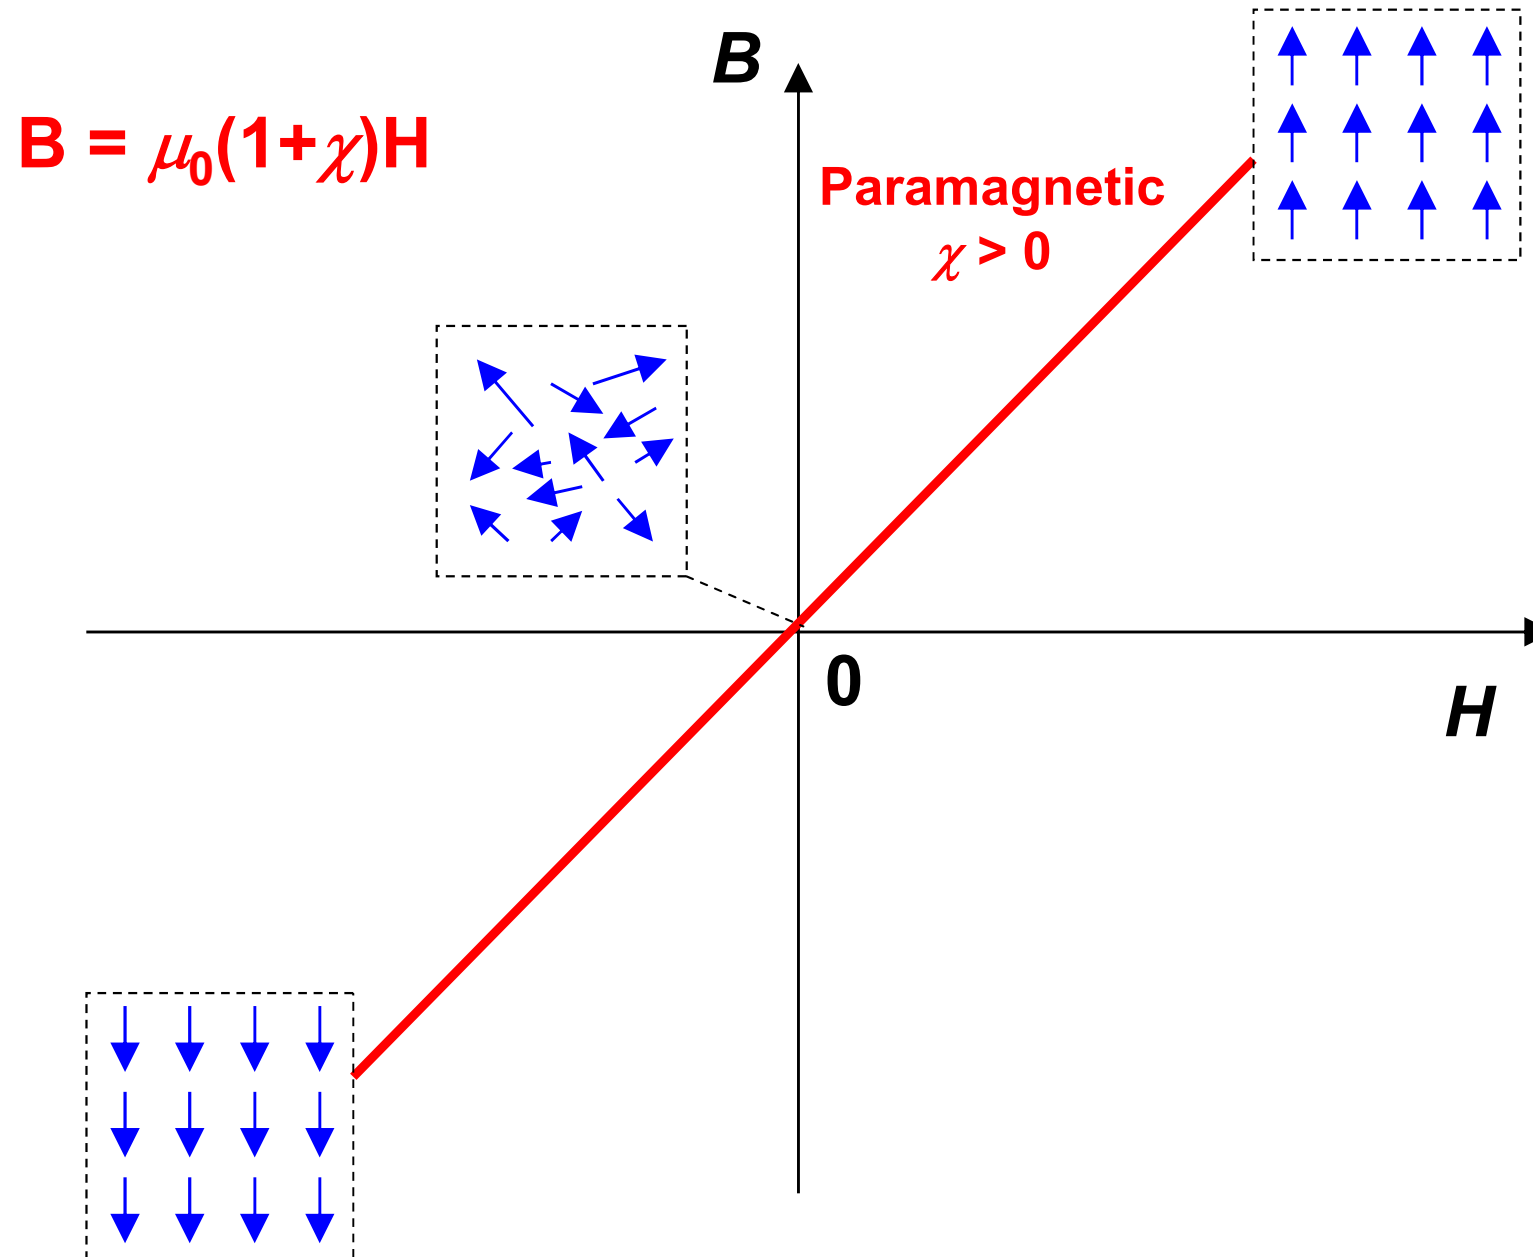 B
B = μ₀(1+χ)H
Paramagnetic
χ > 0
0
H